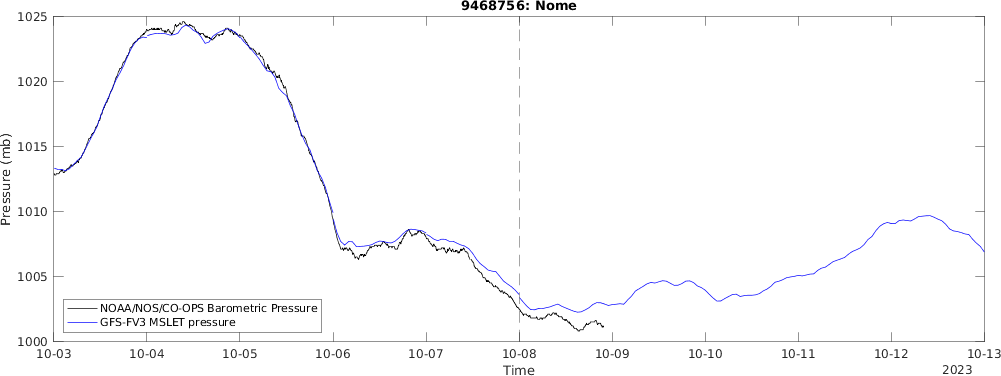 9468756: Nome
Pressure (mb)
1025
1020
1015
1010
1005
1000
NOAA/NOS/CO-OPS Barometric Pressure
GFS-FV3 MSLET pressure
10-03 10-04 10-05 10-06 10-07 10-08 10-09 10-10 10-11 10-12 10-13
Time
2023